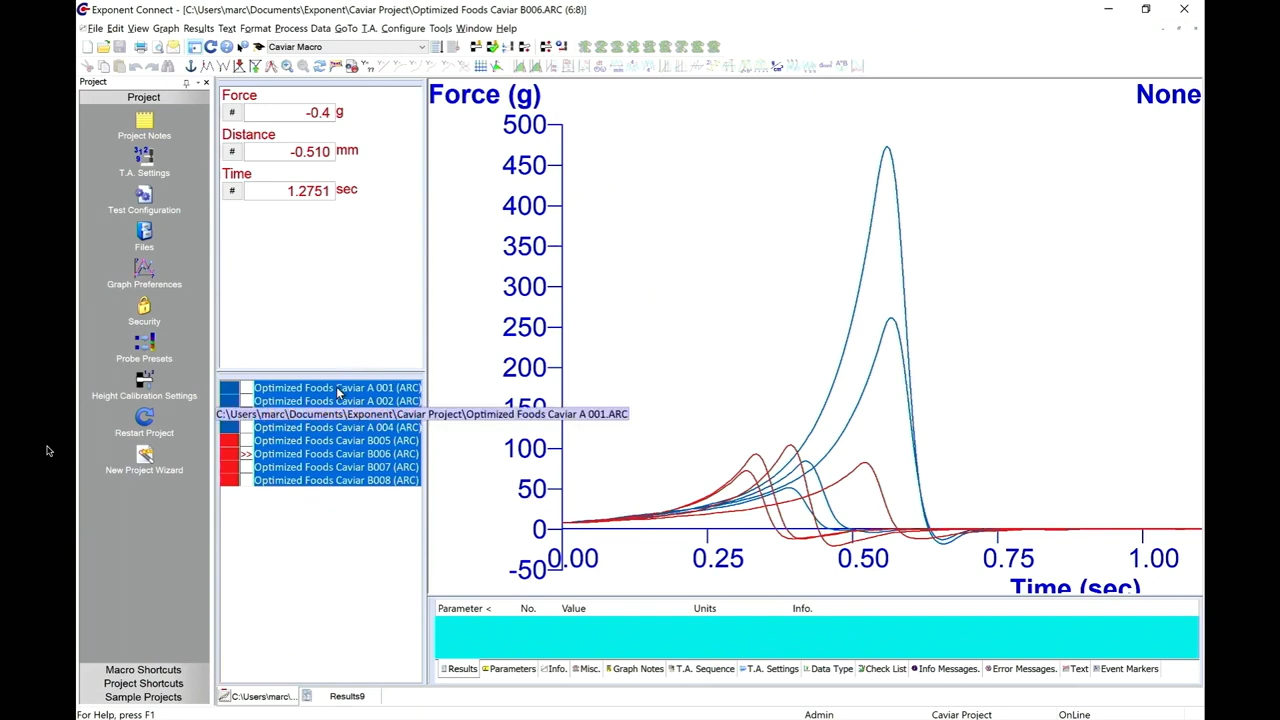 Exponent Connect - [C:\Users\marc\Documents\Exponent\Caviar Project\Optimized Foods Caviar B006.ARC (6:8)]
File Edit View Graph Results Text Format Process Data GoTo T.A. Configure Tools Window Help
Caviar Macro
Project
Project
Project Notes
T.A. Settings
Test Configuration
Files
Graph Preferences
Security
Probe Presets
Height Calibration Settings
Restart Project
New Project Wizard
Macro Shortcuts
Project Shortcuts
Sample Projects
Force
# -0.4 g
Distance
# -0.510 mm
Time
# 1.2751 sec
Optimized Foods Caviar A 001 (ARC)
Optimized Foods Caviar A 002 (ARC)
C:\Users\marc\Documents\Exponent\Caviar Project\Optimized Foods Caviar A 001.ARC
Optimized Foods Caviar A 004 (ARC)
Optimized Foods Caviar B005 (ARC)
>> Optimized Foods Caviar B006 (ARC)
Optimized Foods Caviar B007 (ARC)
Optimized Foods Caviar B008 (ARC)
Force (g)
None
500
450
400
350
300
250
200
150
100
50
0
-50
0.00 0.25 0.50 0.75 1.00
Time (sec)
Parameter < No. Value Units Info.
Results Parameters Info. Misc. Graph Notes T.A. Sequence T.A. Settings Data Type Check List Info Messages. Error Messages. Text Event Markers
C:\Users\marc\... Results9
For Help, press F1 Admin Caviar Project OnLine